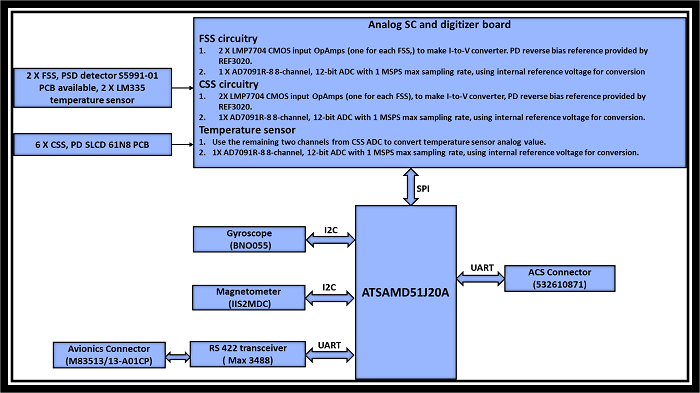 Analog SC and digitizer board
FSS circuitry
1. 2 X LMP7704 CMOS input OpAmps (one for each FSS,) to make I-to-V converter. PD reverse bias reference provided by
REF3020.
2. 1 X AD7091R-8 8-channel, 12-bit ADC with 1 MSPS max sampling rate, using internal reference voltage for conversion
CSS circuitry
1. 2X LMP7704 CMOS input OpAmps (one for each FSS), to make I-to-V converter, PD reverse bias reference provided by
REF3020.
2. 1X AD7091R-8 8-channel, 12-bit ADC with 1 MSPS max sampling rate, using internal reference voltage for conversion.
Temperature sensor
1. Use the remaining two channels from CSS ADC to convert temperature sensor analog value.
2. 1X AD7091R-8 8-channel, 12-bit ADC with 1 MSPS max sampling rate, using internal reference voltage for conversion.
2 X FSS, PSD detector S5991-01
PCB available, 2 X LM335
temperature sensor
6 X CSS, PD SLCD 61N8 PCB
SPI
Gyroscope
(BNO055)
I2C
Magnetometer
(IIS2MDC)
I2C
ATSAMD51J20A
UART
ACS Connector
(532610871)
Avionics Connector
(M83513/13-A01CP)
RS 422 transceiver
( Max 3488)
UART